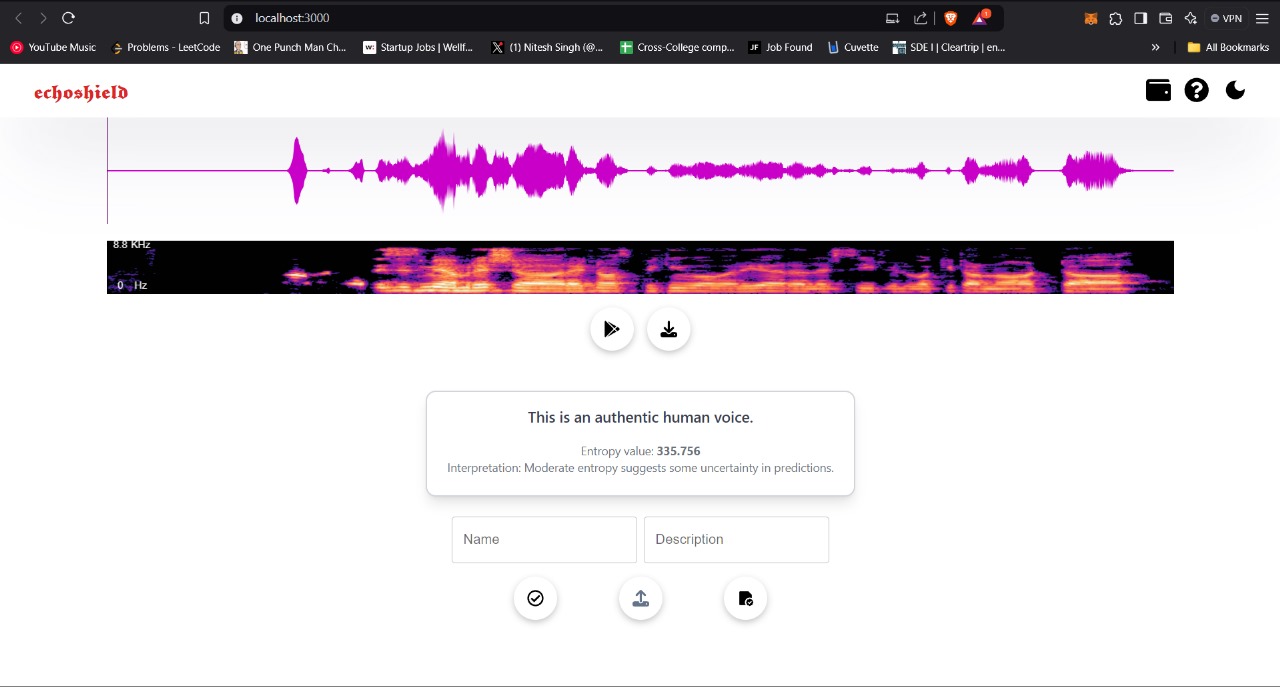 localhost:3000
VPN
YouTube Music
Problems - LeetCode
One Punch Man Ch...
Startup Jobs | Wellf...
(1) Nitesh Singh (@...
Cross-College comp...
Job Found
Cuvette
SDE I | Cleartrip | en...
All Bookmarks
echoshield
8.8 KHz
0 Hz
This is an authentic human voice.
Entropy value: 335.756
Interpretation: Moderate entropy suggests some uncertainty in predictions.
Name
Description